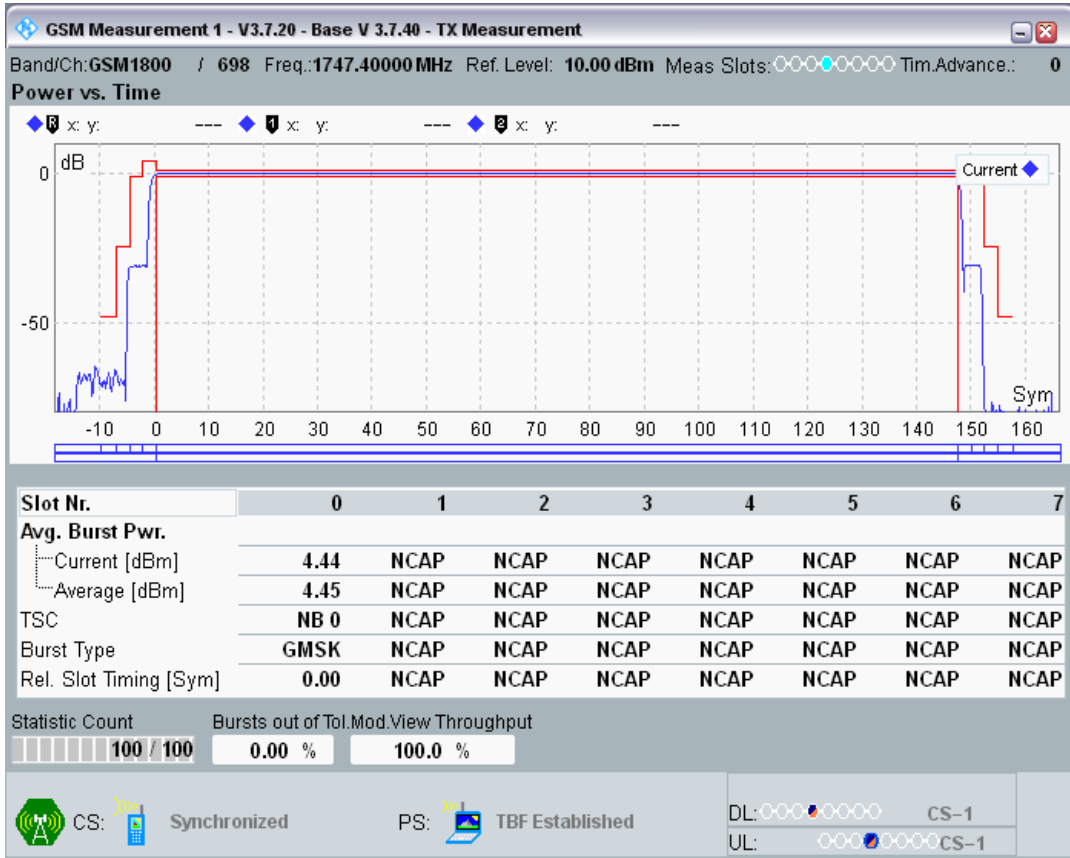 GSM Measurement 1 - V3.7.20 - Base V 3.7.40 - TX Measurement
Band/Ch:GSM1800 / 698 Freq.:1747.40000 MHz Ref. Level: 10.00 dBm Meas Slots: Tim.Advance.: 0
Power vs. Time
R x: y: --- 1 x: y: --- 2 x: y: ---
dB
Current
0
-50
Sym
-10 0 10 20 30 40 50 60 70 80 90 100 110 120 130 140 150 160
Slot Nr. 0 1 2 3 4 5 6 7
Avg. Burst Pwr.
Current [dBm] 4.44 NCAP NCAP NCAP NCAP NCAP NCAP NCAP
Average [dBm] 4.45 NCAP NCAP NCAP NCAP NCAP NCAP NCAP
TSC NB 0 NCAP NCAP NCAP NCAP NCAP NCAP NCAP
Burst Type GMSK NCAP NCAP NCAP NCAP NCAP NCAP NCAP
Rel. Slot Timing [Sym] 0.00 NCAP NCAP NCAP NCAP NCAP NCAP NCAP
Statistic Count Bursts out of Tol.Mod.View Throughput
100 / 100 0.00 % 100.0 %
CS: Synchronized PS: TBF Established DL: CS-1
UL: CS-1